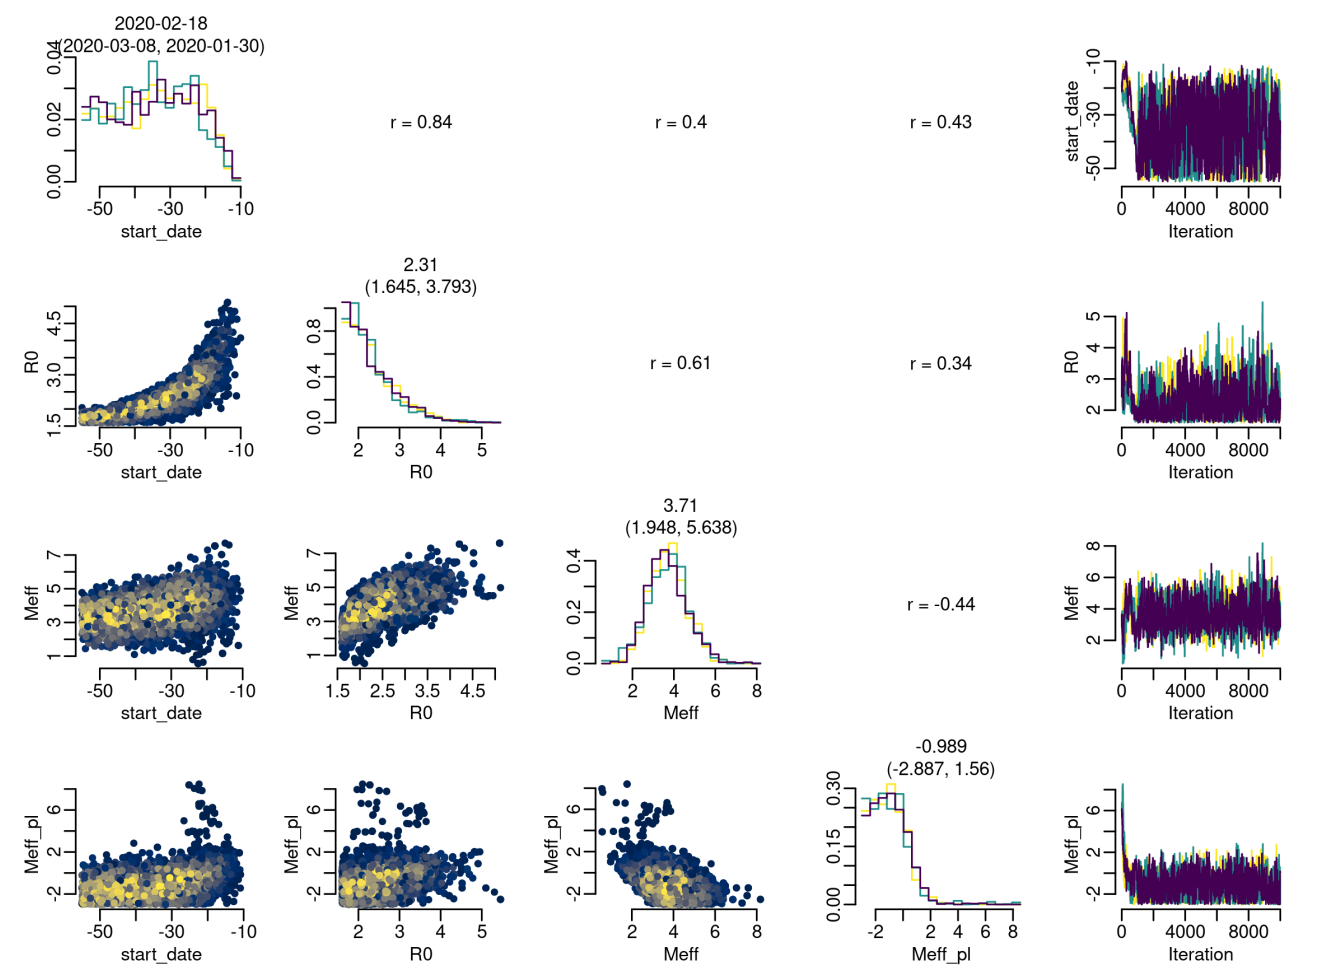 2020-02-18
(2020-03-08, 2020-01-30)
0.00 0.02 0.04
-50 -30 -10
start_date
r = 0.84
r = 0.4
r = 0.43
start_date
-50 -30 -10
0 4000 8000
Iteration
R0
1.5 3.0 4.5
-50 -30 -10
start_date
2.31
(1.645, 3.793)
0.0 0.4 0.8
2 3 4 5
R0
r = 0.61
r = 0.34
R0
2 3 4 5
0 4000 8000
Iteration
Meff
1 3 5 7
-50 -30 -10
start_date
Meff
1 3 5 7
1.5 2.5 3.5 4.5
R0
3.71
(1.948, 5.638)
0.0 0.2 0.4
2 4 6 8
Meff
r = -0.44
Meff
2 4 6 8
0 4000 8000
Iteration
Meff_pl
-2 2 6
-50 -30 -10
start_date
Meff_pl
-2 2 6
2 3 4 5
R0
Meff_pl
-2 2 6
2 4 6 8
Meff
-0.989
(-2.887, 1.56)
0.00 0.15 0.30
-2 0 2 4 6 8
Meff_pl
Meff_pl
-2 2 6
0 4000 8000
Iteration